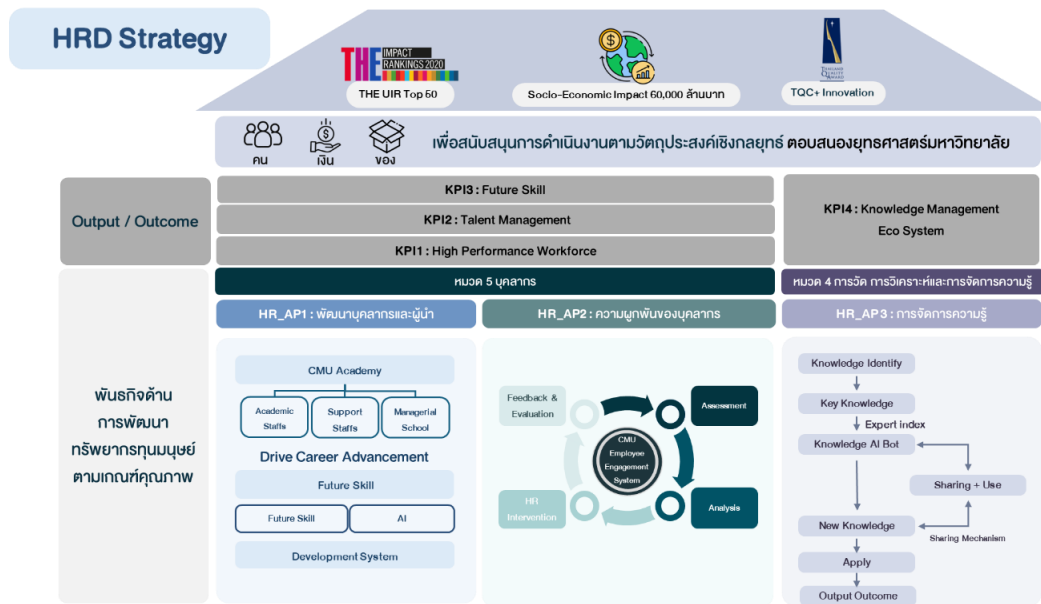 HRD Strategy
THE IMPACT
RANKINGS 2020
THE UIR Top 50
Socio-Economic Impact 60,000 ล้านบาท
THAILAND
QUALITY
AWARD
TQC+ Innovation
คน
เงิน
ของ
เพื่อสนับสนุนการดำเนินงานตามวัตถุประสงค์เชิงกลยุทธ์ ตอบสนองยุทธศาสตร์มหาวิทยาลัย
Output / Outcome
KPI3 : Future Skill
KPI2 : Talent Management
KPI1 : High Performance Workforce
KPI4 : Knowledge Management
Eco System
หมวด 5 บุคลากร
หมวด 4 การวัด การวิเคราะห์และการจัดการความรู้
HR_AP1 : พัฒนาบุคลากรและผู้นำ
HR_AP2 : ความผูกพันของบุคลากร
HR_AP3 : การจัดการความรู้
พันธกิจด้าน
การพัฒนา
ทรัพยากรทุนมนุษย์
ตามเกณฑ์คุณภาพ
CMU Academy
Academic
Staffs
Support
Staffs
Managerial
School
Drive Career Advancement
Future Skill
Future Skill
AI
Development System
Feedback &
Evaluation
Assessment
CMU
Employee
Engagement
System
HR
Intervention
Analysis
Knowledge Identify
Key Knowledge
Expert index
Knowledge AI Bot
Sharing + Use
New Knowledge
Sharing Mechanism
Apply
Output Outcome